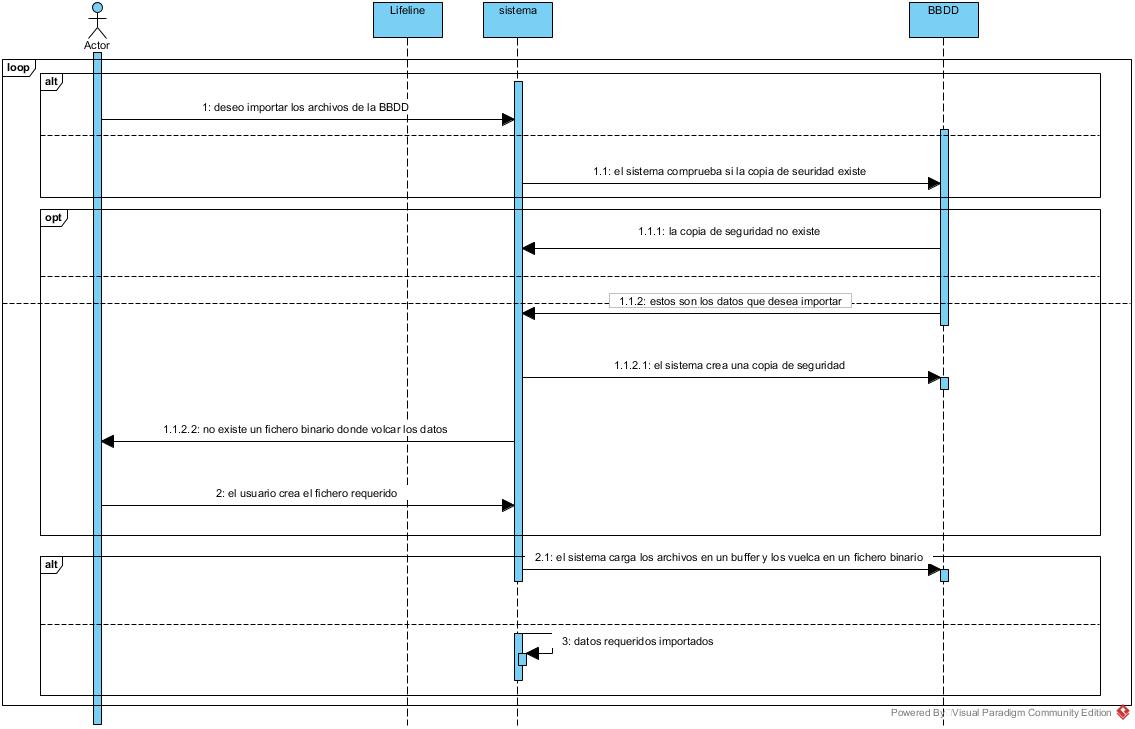 Actor
Lifeline
sistema
BBDD
loop
alt
1: deseo importar los archivos de la BBDD
1.1: el sistema comprueba si la copia de seuridad existe
opt
1.1.1: la copia de seguridad no existe
1.1.2: estos son los datos que desea importar
1.1.2.1: el sistema crea una copia de seguridad
1.1.2.2: no existe un fichero binario donde volcar los datos
2: el usuario crea el fichero requerido
alt
2.1: el sistema carga los archivos en un buffer y los vuelca en un fichero binario
3: datos requeridos importados
Powered By Visual Paradigm Community Edition